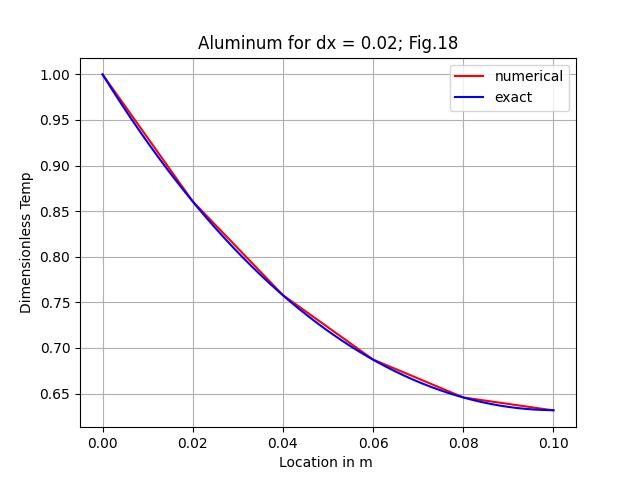 Aluminum for dx = 0.02; Fig.18
numerical
exact
1.00
0.95
0.90
0.85
0.80
0.75
0.70
0.65
Dimensionless Temp
0.00 0.02 0.04 0.06 0.08 0.10
Location in m